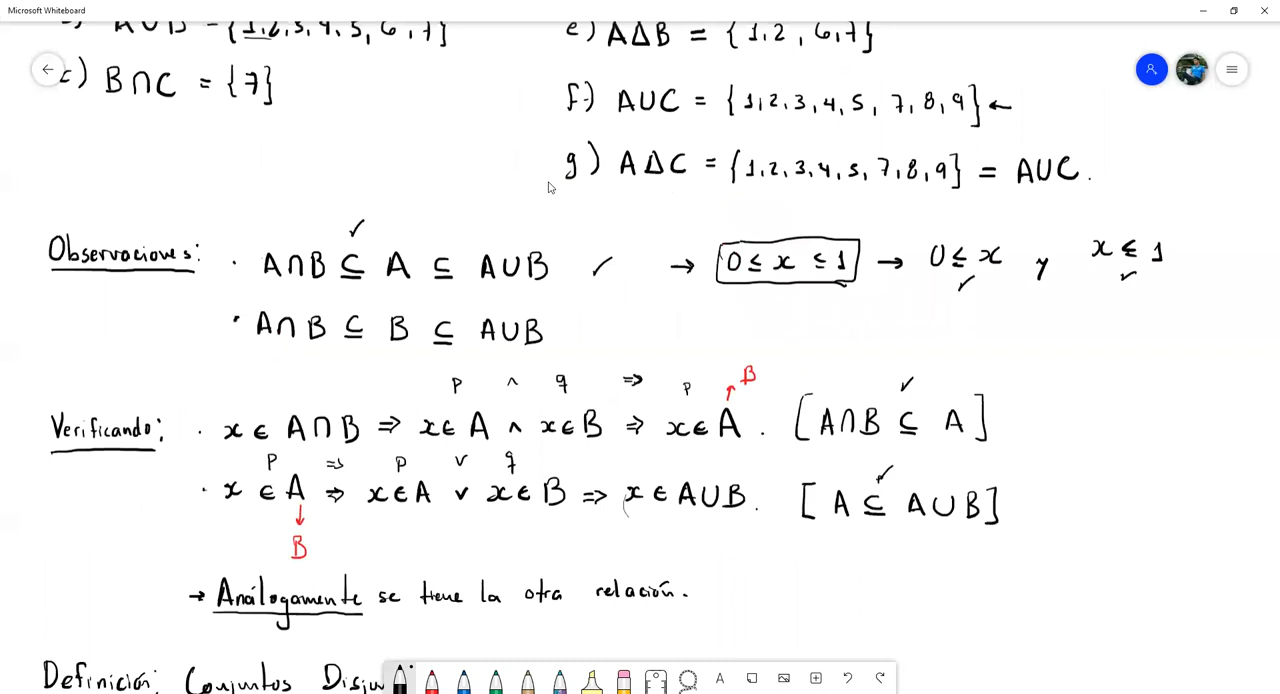 Microsoft Whiteboard
b) A∪B = {1,2,3,4,5,6,7}
c) B∩C = {7}
e) AΔB = {1,2,6,7}
f) A∪C = {1,2,3,4,5,7,8,9} ←
g) AΔC = {1,2,3,4,5,7,8,9} = A∪C.
Observaciones: · A∩B ⊆ A ⊆ A∪B ✓ → 0 ≤ x ≤ 1 → 0 ≤ x y x ≤ 1
· A∩B ⊆ B ⊆ A∪B
p ∧ q ⇒ p B
Verificando: · x ∈ A∩B ⇒ x∈A ∧ x∈B ⇒ x∈A. [A∩B ⊆ A]
p ⇒ p ∨ q
· x ∈ A ⇒ x∈A ∨ x∈B ⇒ x∈A∪B. [A ⊆ A∪B]
B
→ Análogamente se tiene la otra relación.
Definición: Conjuntos